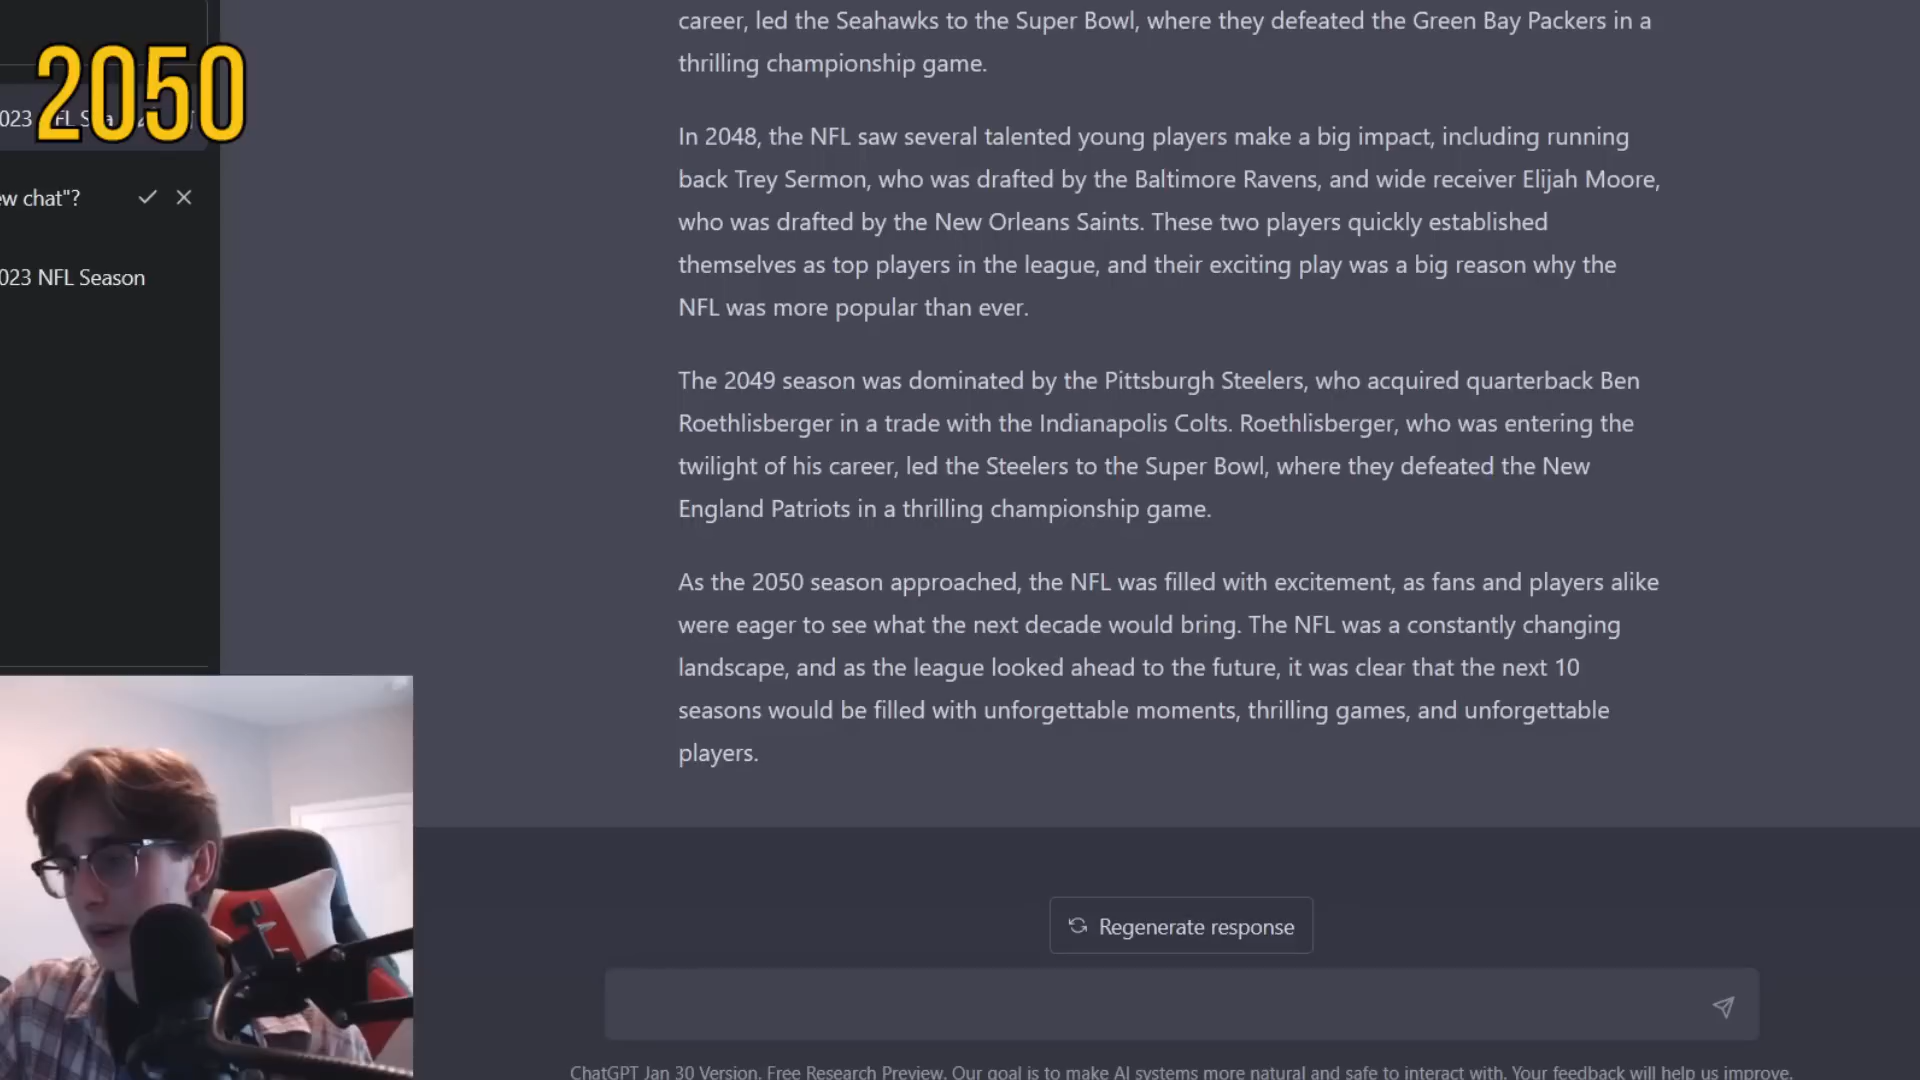 career, led the Seahawks to the Super Bowl, where they defeated the Green Bay Packers in a
thrilling championship game.
2050
023 NFL Sea
In 2048, the NFL saw several talented young players make a big impact, including running
back Trey Sermon, who was drafted by the Baltimore Ravens, and wide receiver Elijah Moore,
who was drafted by the New Orleans Saints. These two players quickly established
themselves as top players in the league, and their exciting play was a big reason why the
NFL was more popular than ever.
ew chat"?
023 NFL Season
The 2049 season was dominated by the Pittsburgh Steelers, who acquired quarterback Ben
Roethlisberger in a trade with the Indianapolis Colts. Roethlisberger, who was entering the
twilight of his career, led the Steelers to the Super Bowl, where they defeated the New
England Patriots in a thrilling championship game.
As the 2050 season approached, the NFL was filled with excitement, as fans and players alike
were eager to see what the next decade would bring. The NFL was a constantly changing
landscape, and as the league looked ahead to the future, it was clear that the next 10
seasons would be filled with unforgettable moments, thrilling games, and unforgettable
players.
Regenerate response
ChatGPT Jan 30 Version. Free Research Preview. Our goal is to make AI systems more natural and safe to interact with. Your feedback will help us improve.